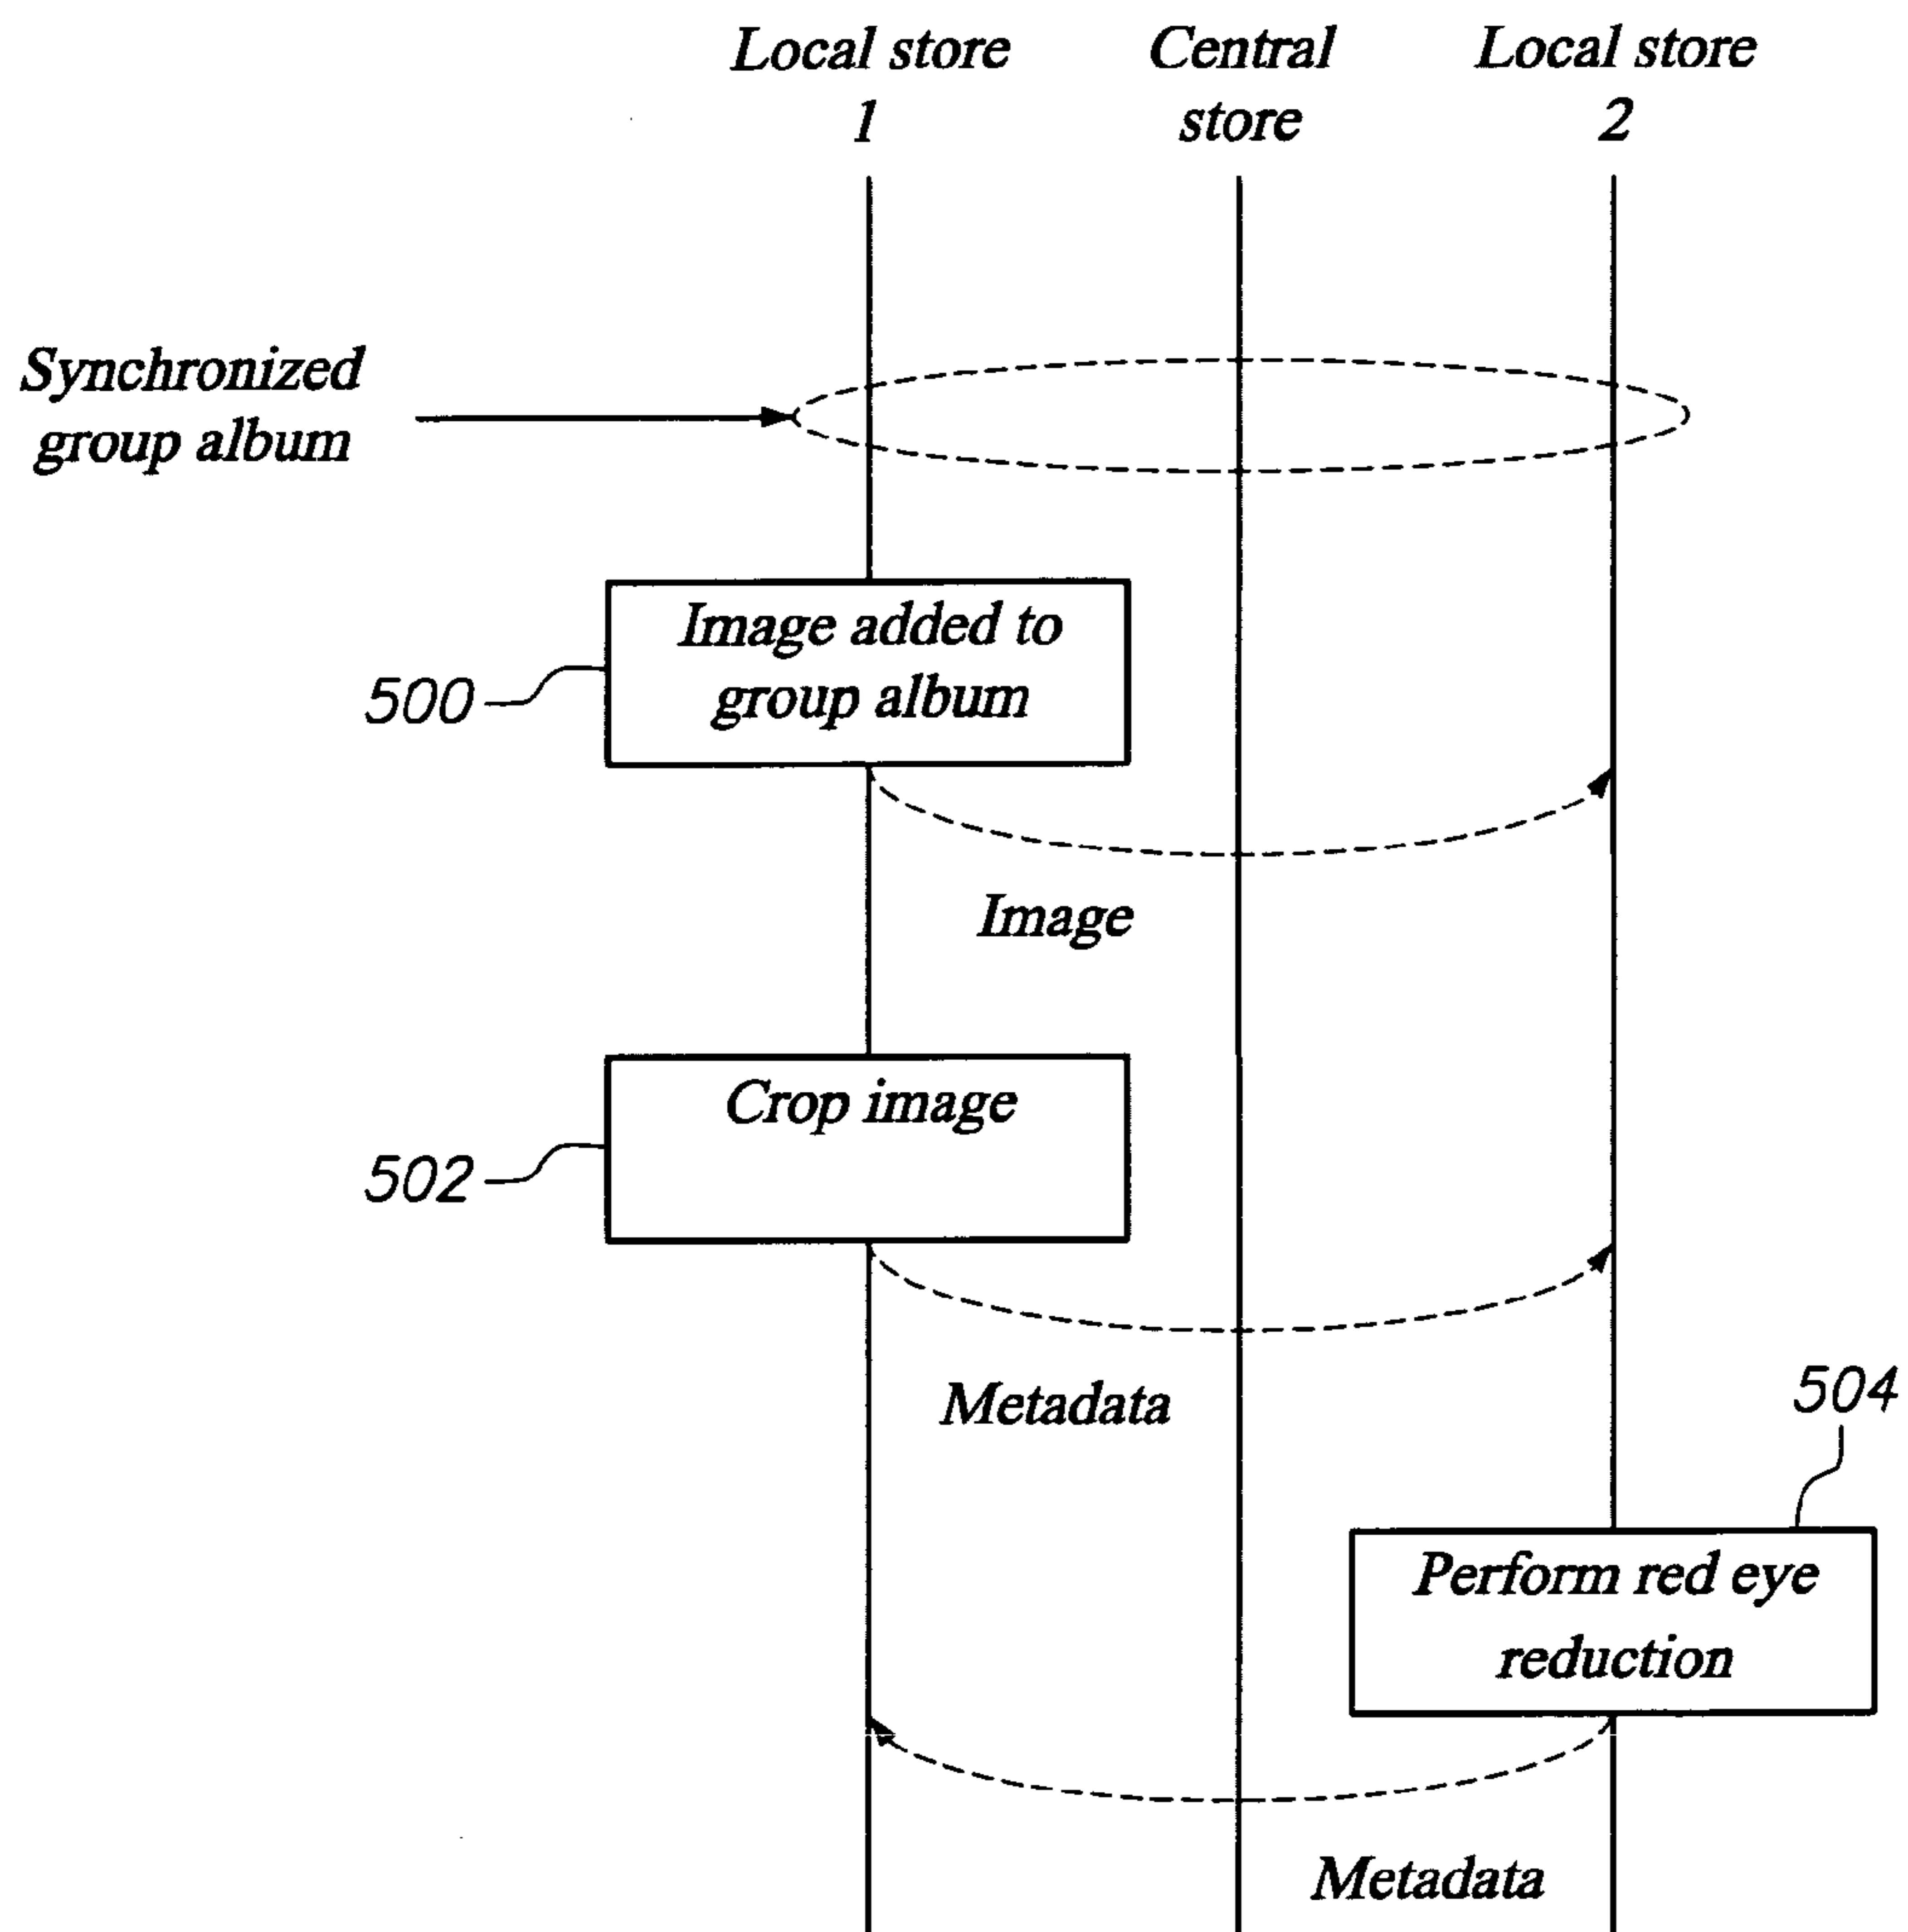 Local store
1
Central
store
Local store
2
Synchronized
group album
Image added to
group album
500
Image
Crop image
502
Metadata
504
Perform red eye
reduction
Metadata